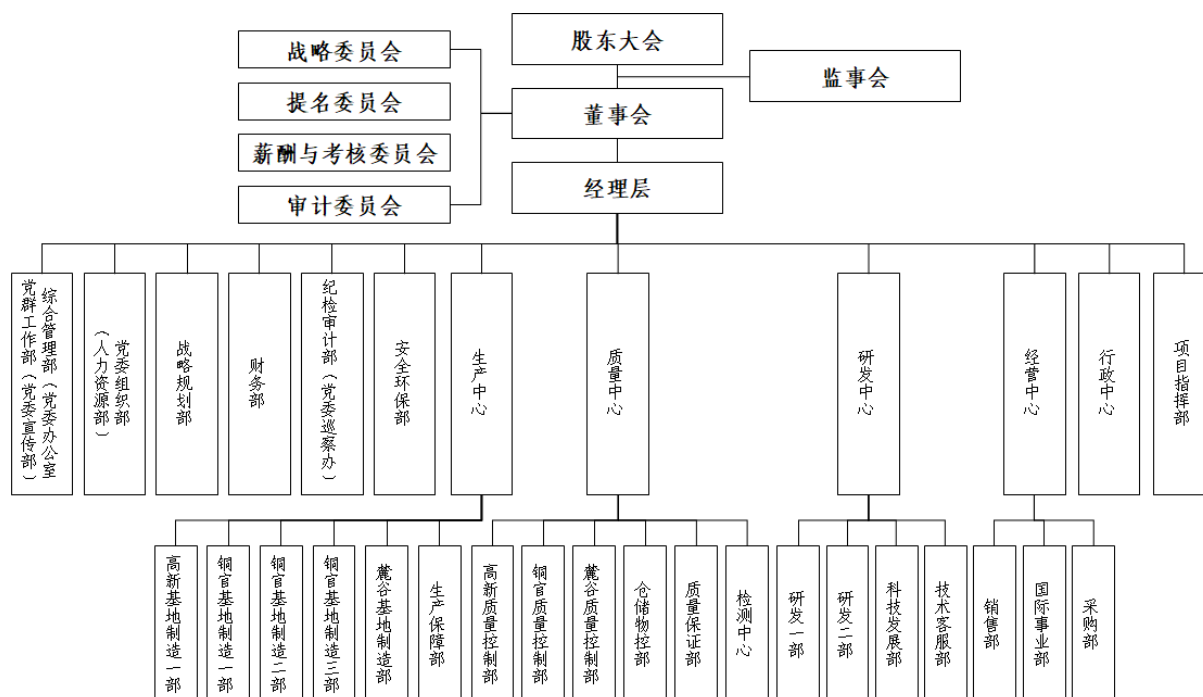 股东大会
战略委员会
监事会
提名委员会
董事会
薪酬与考核委员会
经理层
审计委员会
综合管理部（党委办公室
党群工作部（党委宣传部）
党委组织部
（人力资源部）
战略规划部
财务部
纪检审计部（党委巡察办）
安全环保部
生产中心
质量中心
研发中心
经营中心
行政中心
项目指挥部
高新基地制造一部
铜官基地制造一部
铜官基地制造二部
铜官基地制造三部
麓谷基地制造部
生产保障部
高新质量控制部
铜官质量控制部
麓谷质量控制部
仓储物控部
质量保证部
检测中心
研发一部
研发二部
科技发展部
技术客服部
销售部
国际事业部
采购部